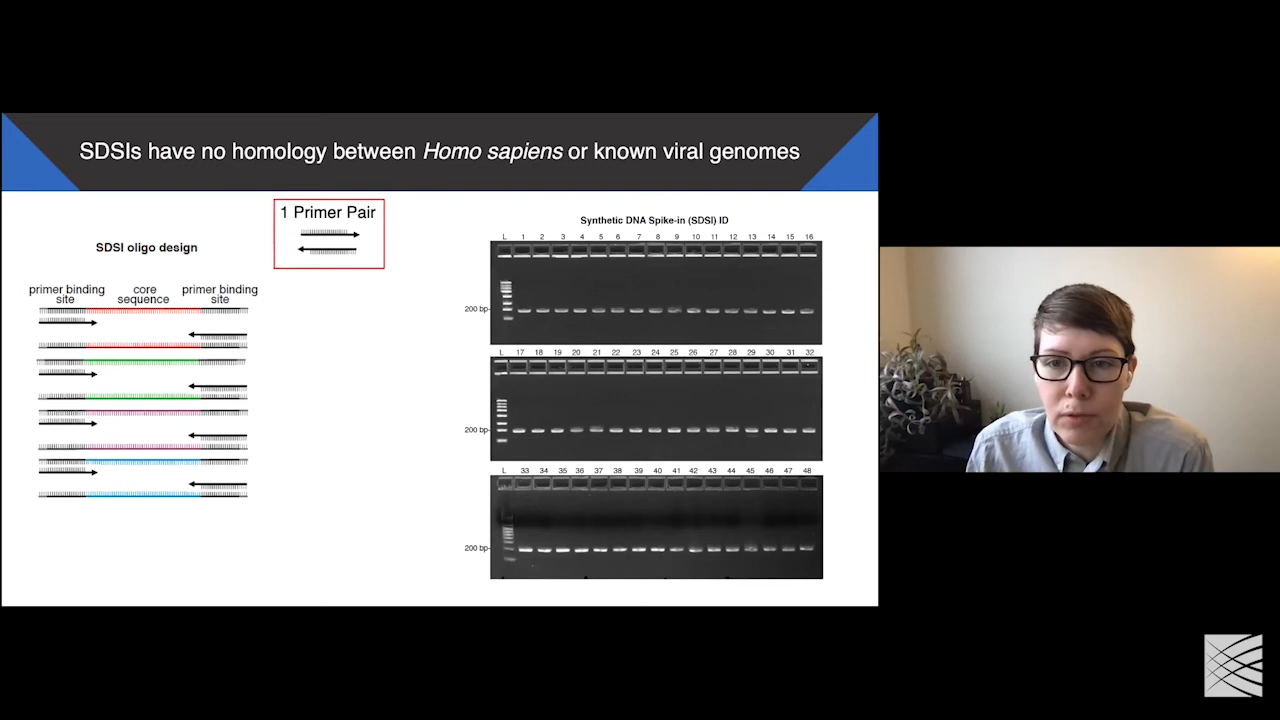 SDSIs have no homology between Homo sapiens or known viral genomes
1 Primer Pair
SDSI oligo design
primer binding site
core sequence
primer binding site
Synthetic DNA Spike-in (SDSI) ID
L 1 2 3 4 5 6 7 8 9 10 11 12 13 14 15 16
200 bp
L 17 18 19 20 21 22 23 24 25 26 27 28 29 30 31 32
200 bp
L 33 34 35 36 37 38 39 40 41 42 43 44 45 46 47 48
200 bp